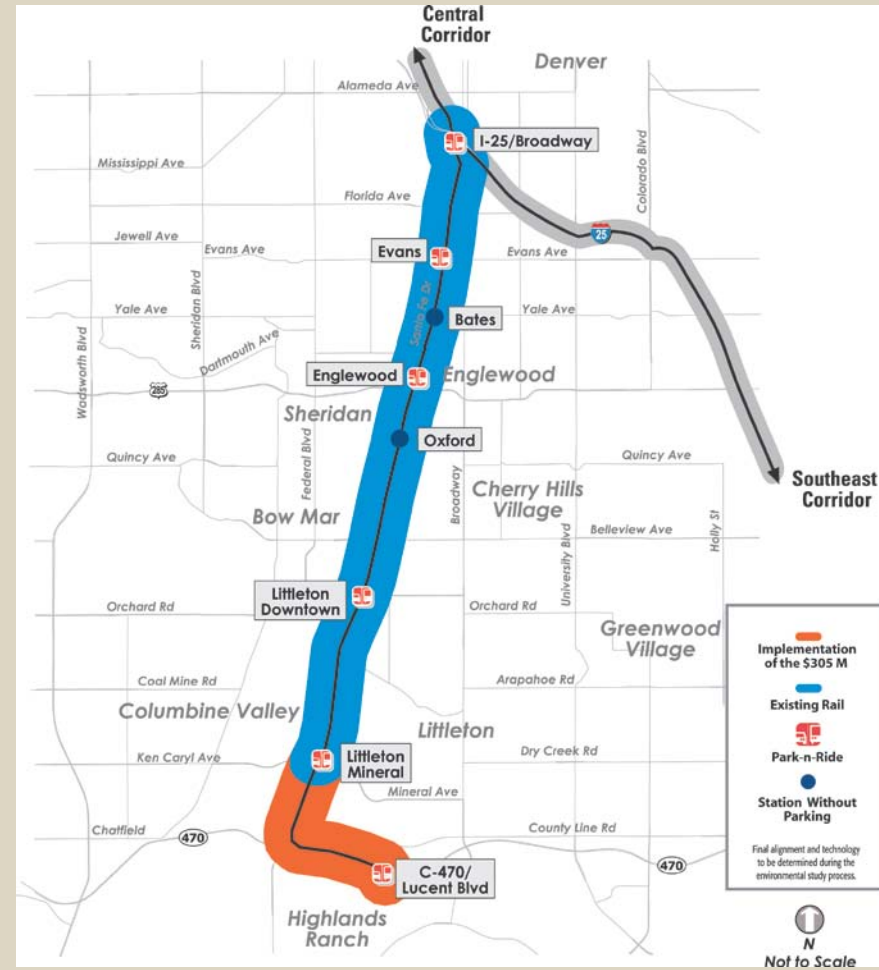 Central
Corridor
Denver
Alameda Ave
I-25/Broadway
Colorado Blvd
Mississippi Ave
Florida Ave
Jewell Ave
Evans Ave
Evans
25
Evans Ave
Sheridan Blvd
Santa Fe Dr
Yale Ave
Bates
Yale Ave
Wadsworth Blvd
Dartmouth Ave
Englewood
Englewood
285
Sheridan
Oxford
Federal Blvd
Broadway
Quincy Ave
Quincy Ave
Southeast
Corridor
Cherry Hills
Village
Bow Mar
Belleview Ave
University Blvd
Holly St
Littleton
Downtown
Orchard Rd
Orchard Rd
Greenwood
Village
Coal Mine Rd
Arapahoe Rd
Columbine Valley
Littleton
Ken Caryl Ave
Littleton
Mineral
Dry Creek Rd
Mineral Ave
Chatfield
470
County Line Rd
470
C-470/
Lucent Blvd
Highlands
Ranch
Implementation
of the $305 M
Existing Rail
Park-n-Ride
Station Without
Parking
Final alignment and technology
to be determined during the
environmental study process.
N
Not to Scale